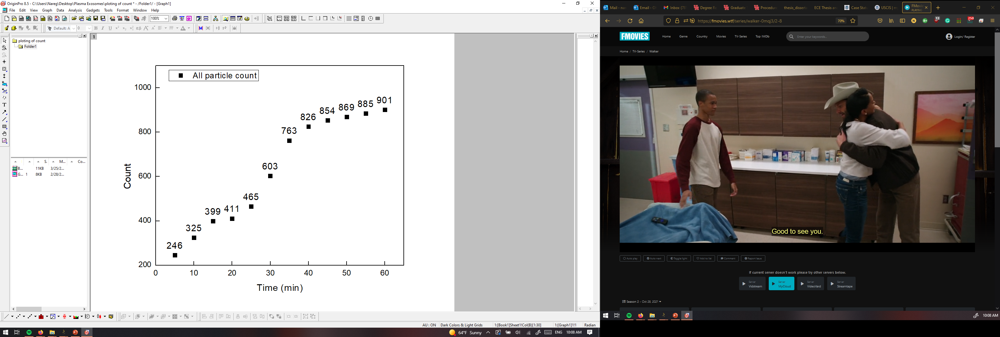 OriginPro 8.5 - C:\Users\Nareg\Desktop\Plasma Exosomes\ploting of count * - /Folder1/ - [Graph1]
File Edit View Graph Data Analysis Gadgets Tools Format Window Help
100%
Default: A 0
ploting of count
Folder1
S. M... Co...
B... 11KB 3/25/2...
G... 1 8KB 2/28/2...
1
All particle count
1000
800
600
400
200
Count
246
325
399
411
465
603
763
826
854
869
885
901
0 10 20 30 40 50 60
Time (min)
AU : ON Dark Colors & Light Grids 1:[Book1]Sheet1!Col(B)[1:30] 1:[Graph1]1!1 Radian
64°F Sunny ENG 10:08 AM
Mail - nar Email - O Inbox (78 Degree Re Graduate Procedure thesis_disserta ECE Thesis an Case Statu USCIS | m FMovie
PLAYING
https://fmovies.wtf/series/walker-0mqj3/2-8 70% 13 250
FMOVIES Home Genre Country Movies TV-Series Top IMDb Enter your keywords... Login/ Register
Home / TV-Series / Walker
Good to see you.
Auto play Auto next Toggle light Add to list Comment Report Issue
If current server doesn't work please try other servers below.
Server Vidstream
Server MyCloud
Server VideoVard
Server Streamtape
Season 2 - Oct 28, 2021
10:08 AM